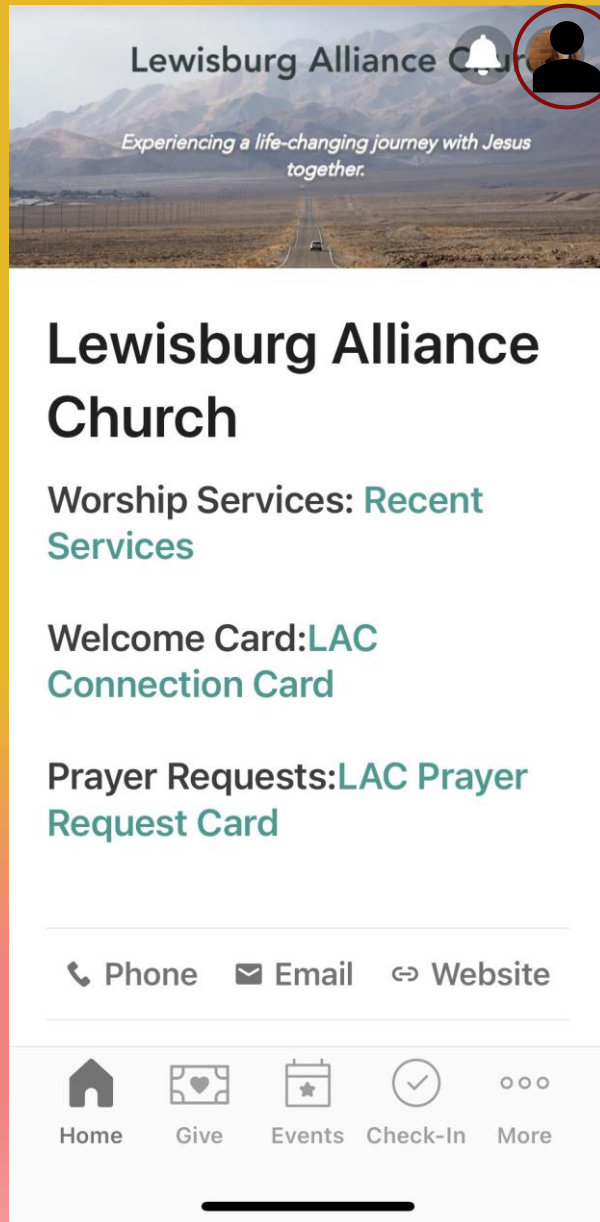 Lewisburg Alliance Chur
Experiencing a life-changing journey with Jesus
together.
Lewisburg Alliance
Church
Worship Services: Recent
Services
Welcome Card:LAC
Connection Card
Prayer Requests:LAC Prayer
Request Card
Phone Email Website
Home Give Events Check-In More